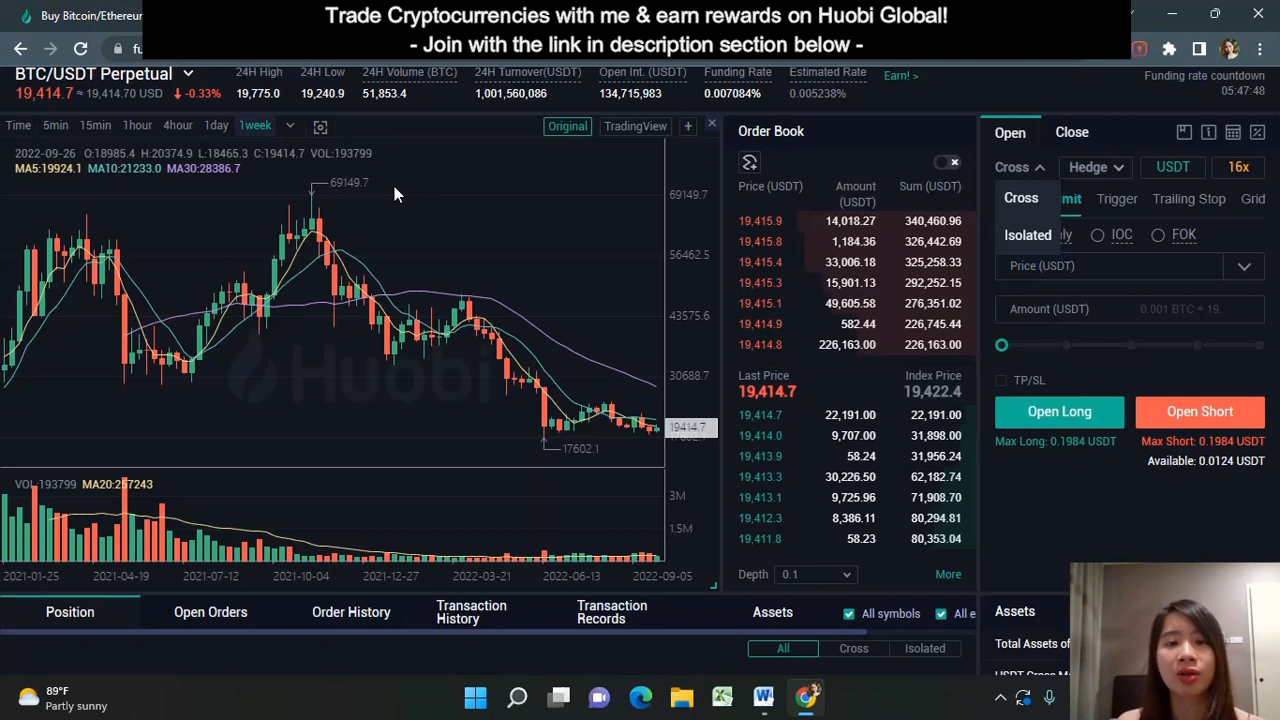 Buy Bitcoin/Ethereu
Trade Cryptocurrencies with me & earn rewards on Huobi Global!
- Join with the link in description section below -
fu
BTC/USDT Perpetual
19,414.7 ≈ 19,414.70 USD -0.33%
24H High
19,775.0
24H Low
19,240.9
24H Volume (BTC)
51,853.4
24H Turnover(USDT)
1,001,560,086
Open Int. (USDT)
134,715,983
Funding Rate
0.007084%
Estimated Rate
0.005238%
Earn! >
Funding rate countdown
05:47:48
Time 5min 15min 1hour 4hour 1day 1week
Original TradingView +
2022-09-26 O:18985.4 H:20374.9 L:18465.3 C:19414.7 VOL:193799
MA5:19924.1 MA10:21233.0 MA30:28386.7
69149.7
69149.7
56462.5
43575.6
30688.7
19414.7
17602.1
Huobi
VOL:193799 MA20:257243
3M
1.5M
2021-01-25 2021-04-19 2021-07-12 2021-10-04 2021-12-27 2022-03-21 2022-06-13 2022-09-05
Order Book
Price (USDT) Amount (USDT) Sum (USDT)
19,415.9 14,018.27 340,460.96
19,415.8 1,184.36 326,442.69
19,415.4 33,006.18 325,258.33
19,415.3 15,901.13 292,252.15
19,415.1 49,605.58 276,351.02
19,414.9 582.44 226,745.44
19,414.8 226,163.00 226,163.00
Last Price Index Price
19,414.7 19,422.4
19,414.7 22,191.00 22,191.00
19,414.0 9,707.00 31,898.00
19,413.9 58.24 31,956.24
19,413.3 30,226.50 62,182.74
19,413.1 9,725.96 71,908.70
19,412.3 8,386.11 80,294.81
19,411.8 58.23 80,353.04
Depth 0.1 More
Open Close
Cross Hedge USDT 16x
Cross
Isolated
mit Trigger Trailing Stop Grid
ly IOC FOK
Price (USDT)
Amount (USDT) 0.001 BTC ≈ 19.
TP/SL
Open Long Open Short
Max Long: 0.1984 USDT Max Short: 0.1984 USDT
Available: 0.0124 USDT
Position Open Orders Order History Transaction History Transaction Records Assets All symbols All e
All Cross Isolated
Assets
Total Assets of
89°F
Partly sunny